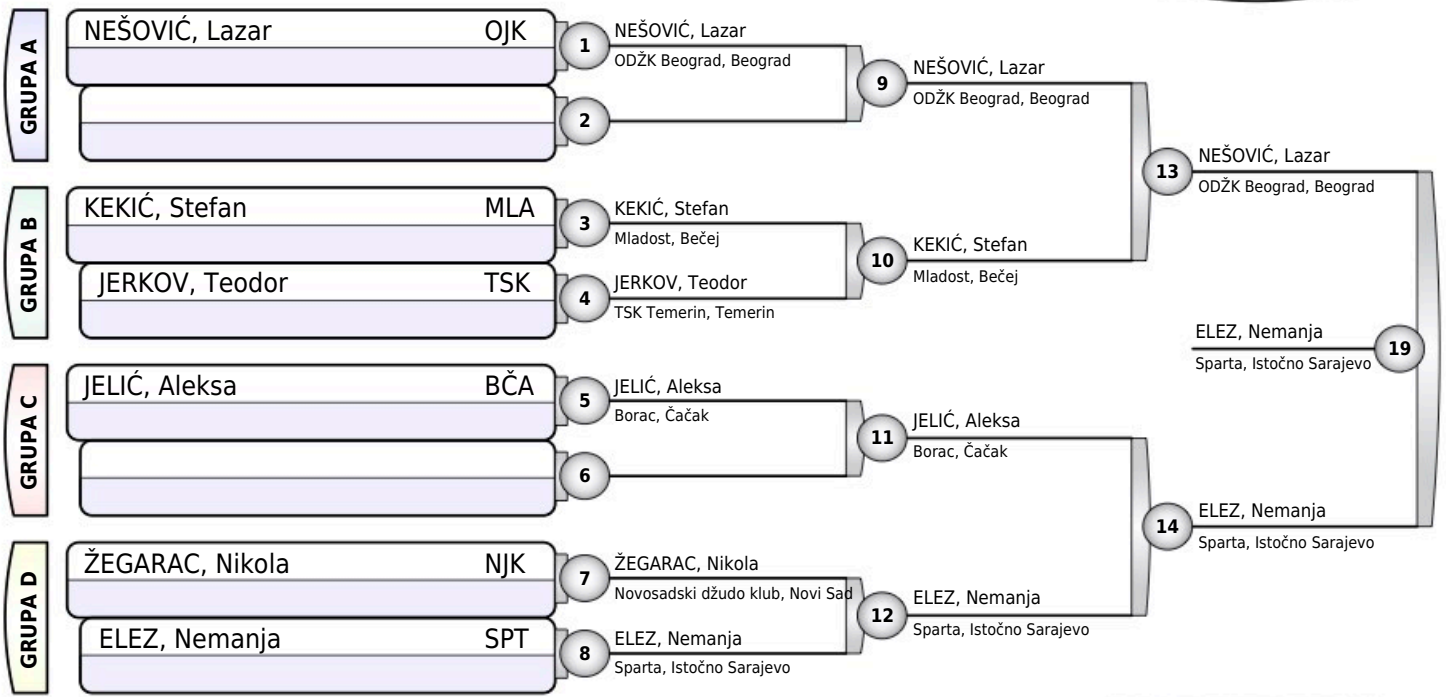 GRUPA A
NEŠOVIĆ, Lazar OJK
1
NEŠOVIĆ, Lazar
ODŽK Beograd, Beograd
2
9
NEŠOVIĆ, Lazar
ODŽK Beograd, Beograd
GRUPA B
KEKIĆ, Stefan MLA
3
KEKIĆ, Stefan
Mladost, Bečej
JERKOV, Teodor TSK
4
JERKOV, Teodor
TSK Temerin, Temerin
10
KEKIĆ, Stefan
Mladost, Bečej
13
NEŠOVIĆ, Lazar
ODŽK Beograd, Beograd
GRUPA C
JELIĆ, Aleksa BČA
5
JELIĆ, Aleksa
Borac, Čačak
6
11
JELIĆ, Aleksa
Borac, Čačak
GRUPA D
ŽEGARAC, Nikola NJK
7
ŽEGARAC, Nikola
Novosadski džudo klub, Novi Sad
ELEZ, Nemanja SPT
8
ELEZ, Nemanja
Sparta, Istočno Sarajevo
12
ELEZ, Nemanja
Sparta, Istočno Sarajevo
14
ELEZ, Nemanja
Sparta, Istočno Sarajevo
ELEZ, Nemanja
Sparta, Istočno Sarajevo
19